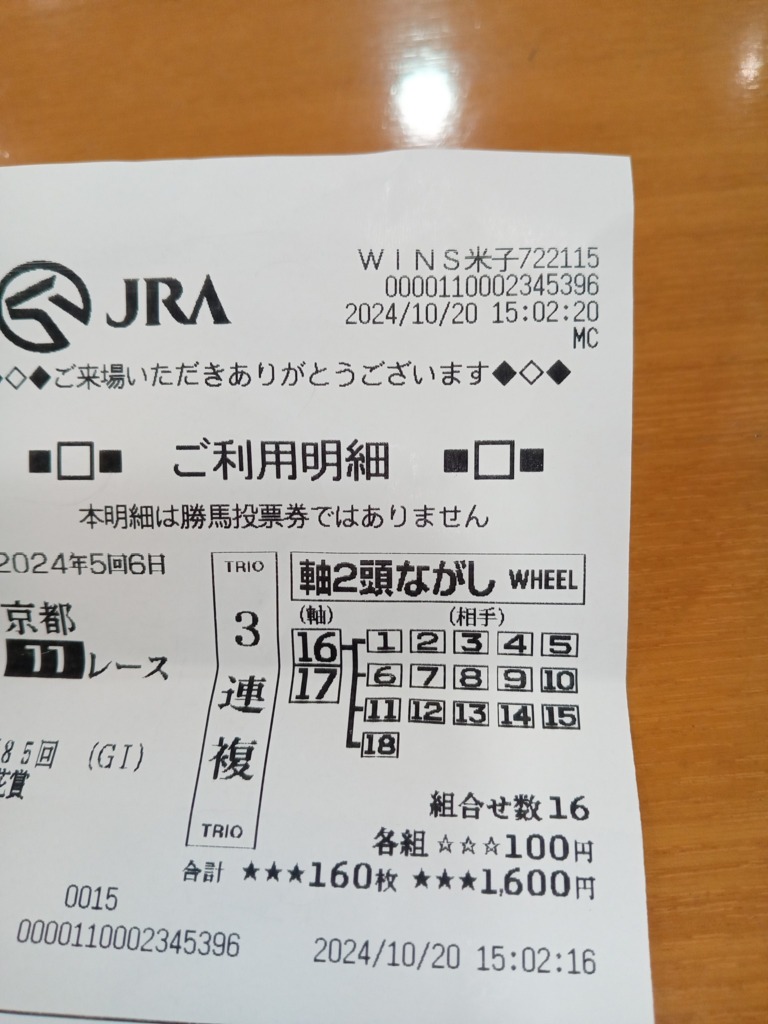 JRA
WINS米子722115
0000110002345396
2024/10/20 15:02:20
MC
◇◆ご来場いただきありがとうございます◆◇◆
■□■ ご利用明細 ■□■
本明細は勝馬投票券ではありません
2024年5回6日
京都
11レース
85回 (GI)
花賞
TRIO
3連複
TRIO
軸2頭ながし WHEEL
(軸) (相手)
16 1 2 3 4 5
17 6 7 8 9 10
11 12 13 14 15
18
組合せ数16
各組 ☆☆☆100円
合計 ★★★160枚 ★★★1,600円
0015
0000110002345396 2024/10/20 15:02:16